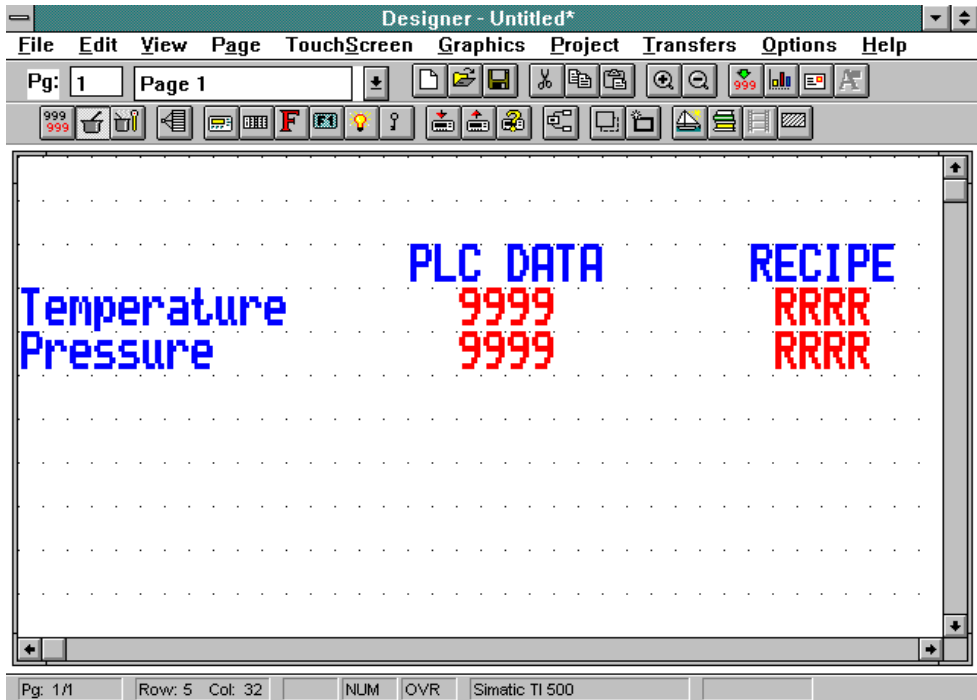 Designer - Untitled*
File Edit View Page TouchScreen Graphics Project Transfers Options Help
Pg: 1 Page 1
999
999
999 F F1
PLC DATA RECIPE
Temperature 9999 RRRR
Pressure 9999 RRRR
Pg: 1/1 Row: 5 Col: 32 NUM OVR Simatic TI 500